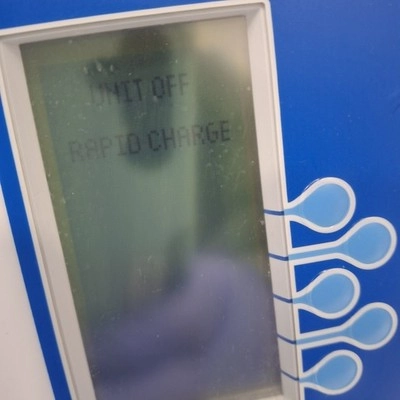 UNIT OFF
RAPID CHARGE